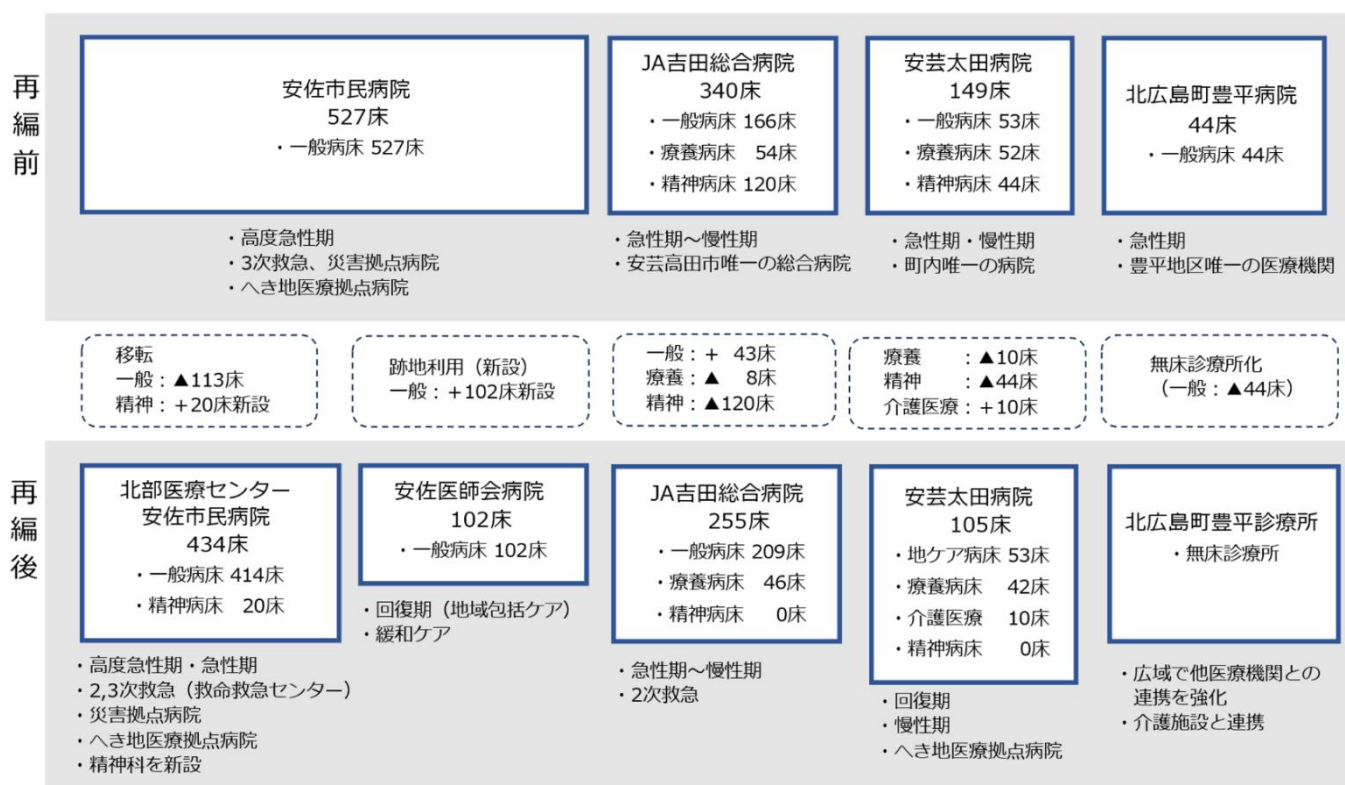 再編前
安佐市民病院
527床
・一般病床 527床
・高度急性期
・3次救急、災害拠点病院
・へき地医療拠点病院
JA吉田総合病院
340床
・一般病床 166床
・療養病床 54床
・精神病床 120床
・急性期～慢性期
・安芸高田市唯一の総合病院
安芸太田病院
149床
・一般病床 53床
・療養病床 52床
・精神病床 44床
・急性期・慢性期
・町内唯一の病院
北広島町豊平病院
44床
・一般病床 44床
・急性期
・豊平地区唯一の医療機関
移転
一般：▲113床
精神：+20床新設
跡地利用（新設）
一般：+102床新設
一般：+ 43床
療養：▲ 8床
精神：▲120床
療養 ：▲10床
精神 ：▲44床
介護医療：+10床
無床診療所化
（一般：▲44床）
再編後
北部医療センター
安佐市民病院
434床
・一般病床 414床
・精神病床 20床
・高度急性期・急性期
・2,3次救急（救命救急センター）
・災害拠点病院
・へき地医療拠点病院
・精神科を新設
安佐医師会病院
102床
・一般病床 102床
・回復期（地域包括ケア）
・緩和ケア
JA吉田総合病院
255床
・一般病床 209床
・療養病床 46床
・精神病床 0床
・急性期～慢性期
・2次救急
安芸太田病院
105床
・地ケア病床 53床
・療養病床 42床
・介護医療 10床
・精神病床 0床
・回復期
・慢性期
・へき地医療拠点病院
北広島町豊平診療所
・無床診療所
・広域で他医療機関との
連携を強化
・介護施設と連携